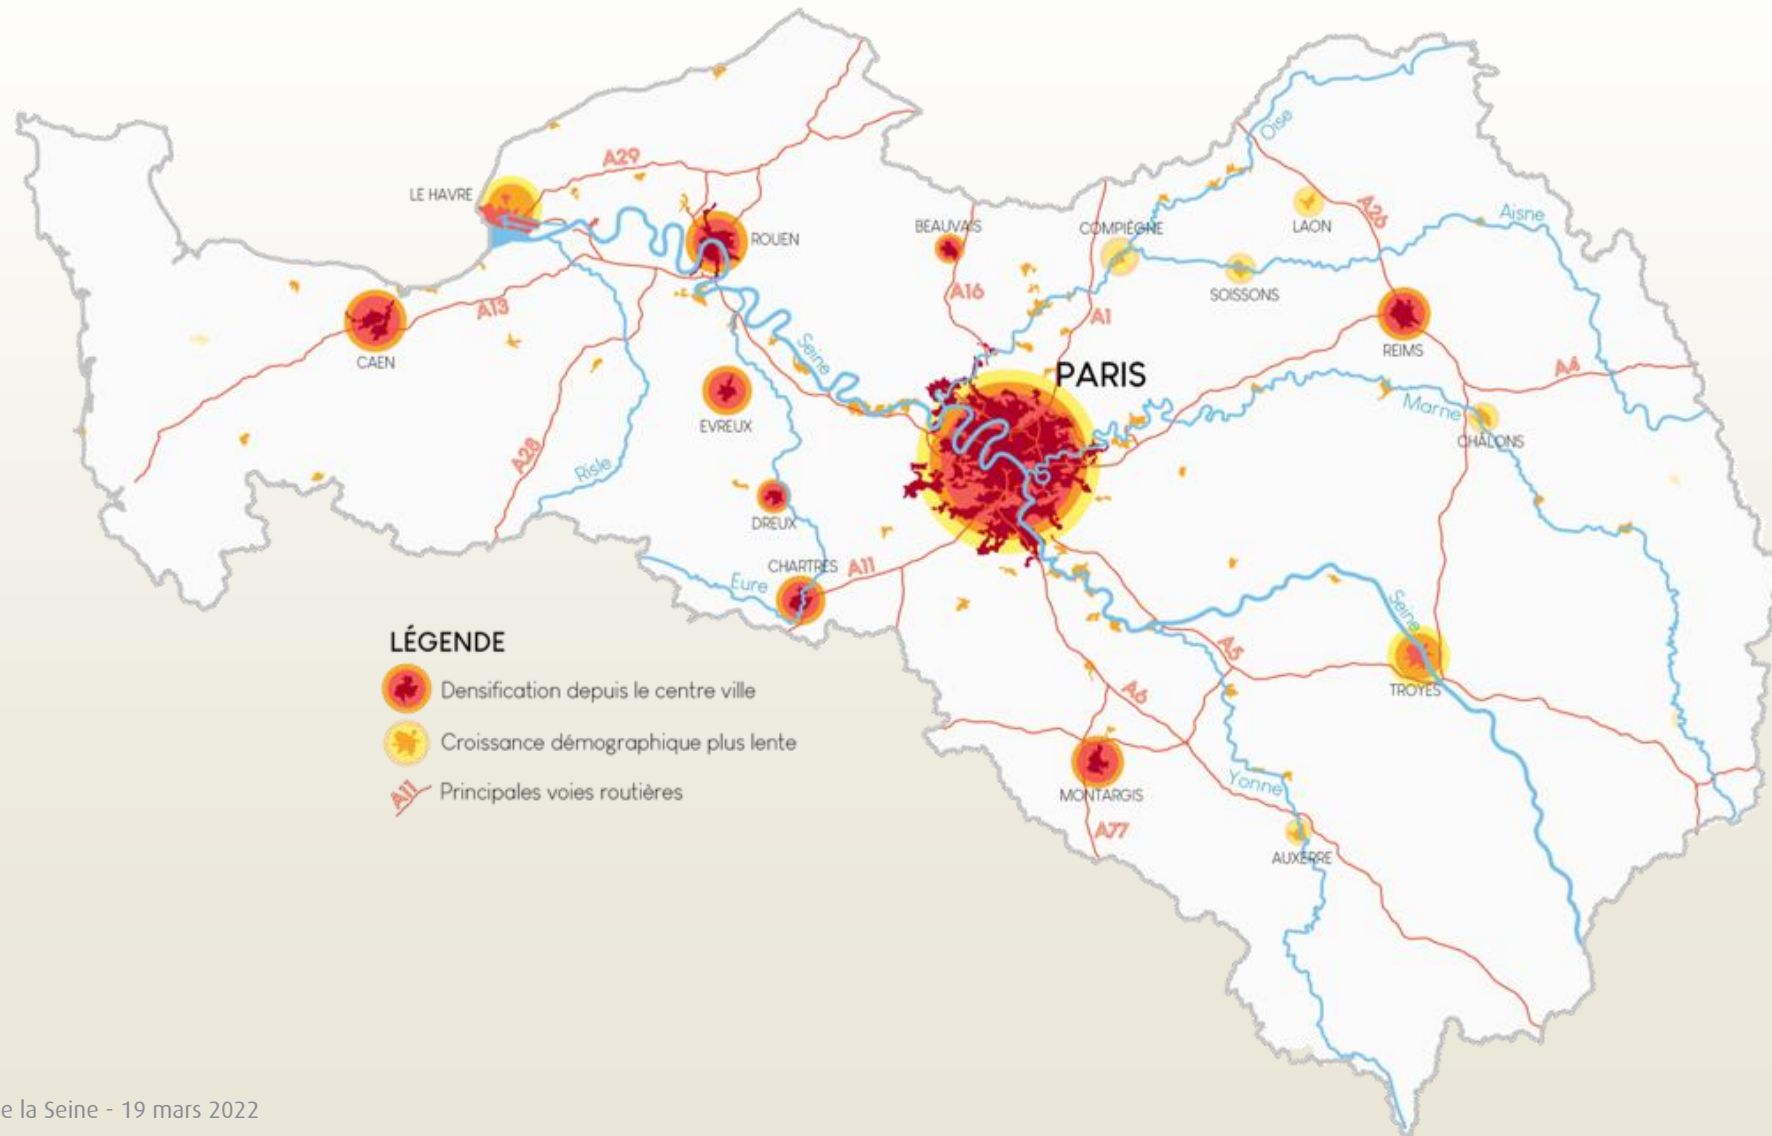 Oise
A29
LE HAVRE
LAON
A26
Aisne
BEAUVAIS
COMPIÈGNE
ROUEN
SOISSONS
A16
A13
A1
Seine
CAEN
REIMS
PARIS
A4
Marne
EVREUX
CHÂLONS
A28
Risle
DREUX
CHARTRES
A11
Eure
Seine
LÉGENDE
A5
Densification depuis le centre ville
A6
TROYES
Croissance démographique plus lente
Yonne
A11
Principales voies routières
MONTARGIS
A77
AUXERRE
e la Seine - 19 mars 2022